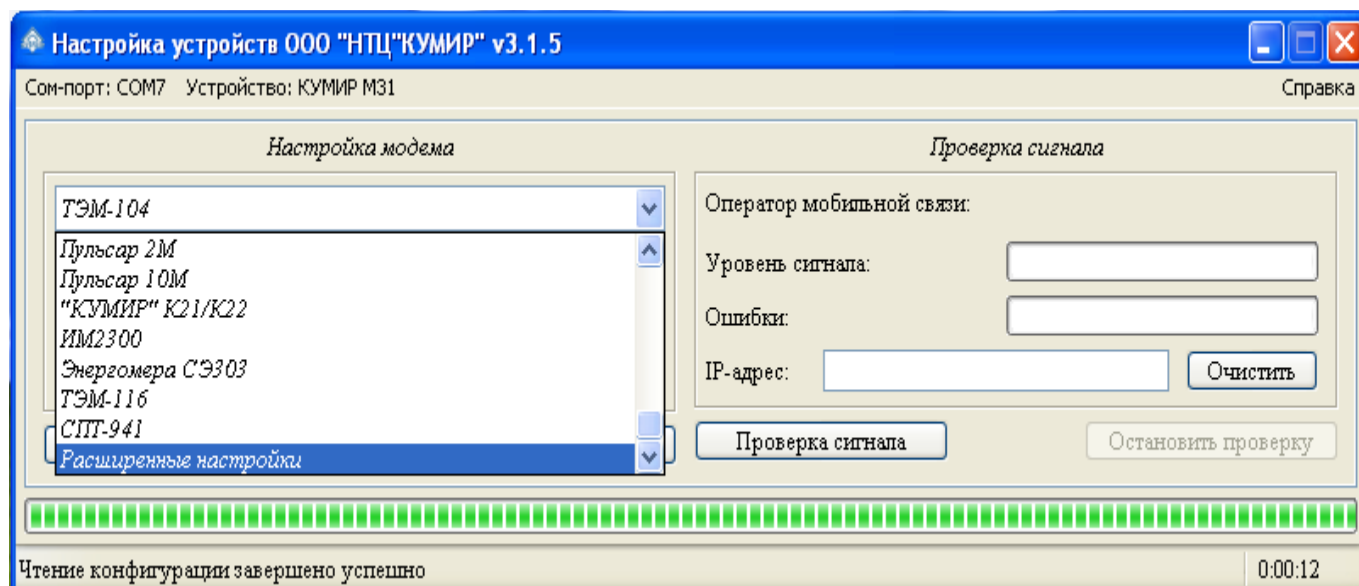 Настройка устройств ООО "НТЦ"КУМИР" v3.1.5
Com-порт: COM7 Устройство: КУМИР М31 Справка
Настройка модема
ТЭМ-104
Пульсар 2М
Пульсар 10М
"КУМИР" К21/К22
ИМ2300
Энергомера СЭ303
ТЭМ-116
СПТ-941
Расширенные настройки
Проверка сигнала
Оператор мобильной связи:
Уровень сигнала:
Ошибки:
IP-адрес: Очистить
Проверка сигнала Остановить проверку
Чтение конфигурации завершено успешно 0:00:12